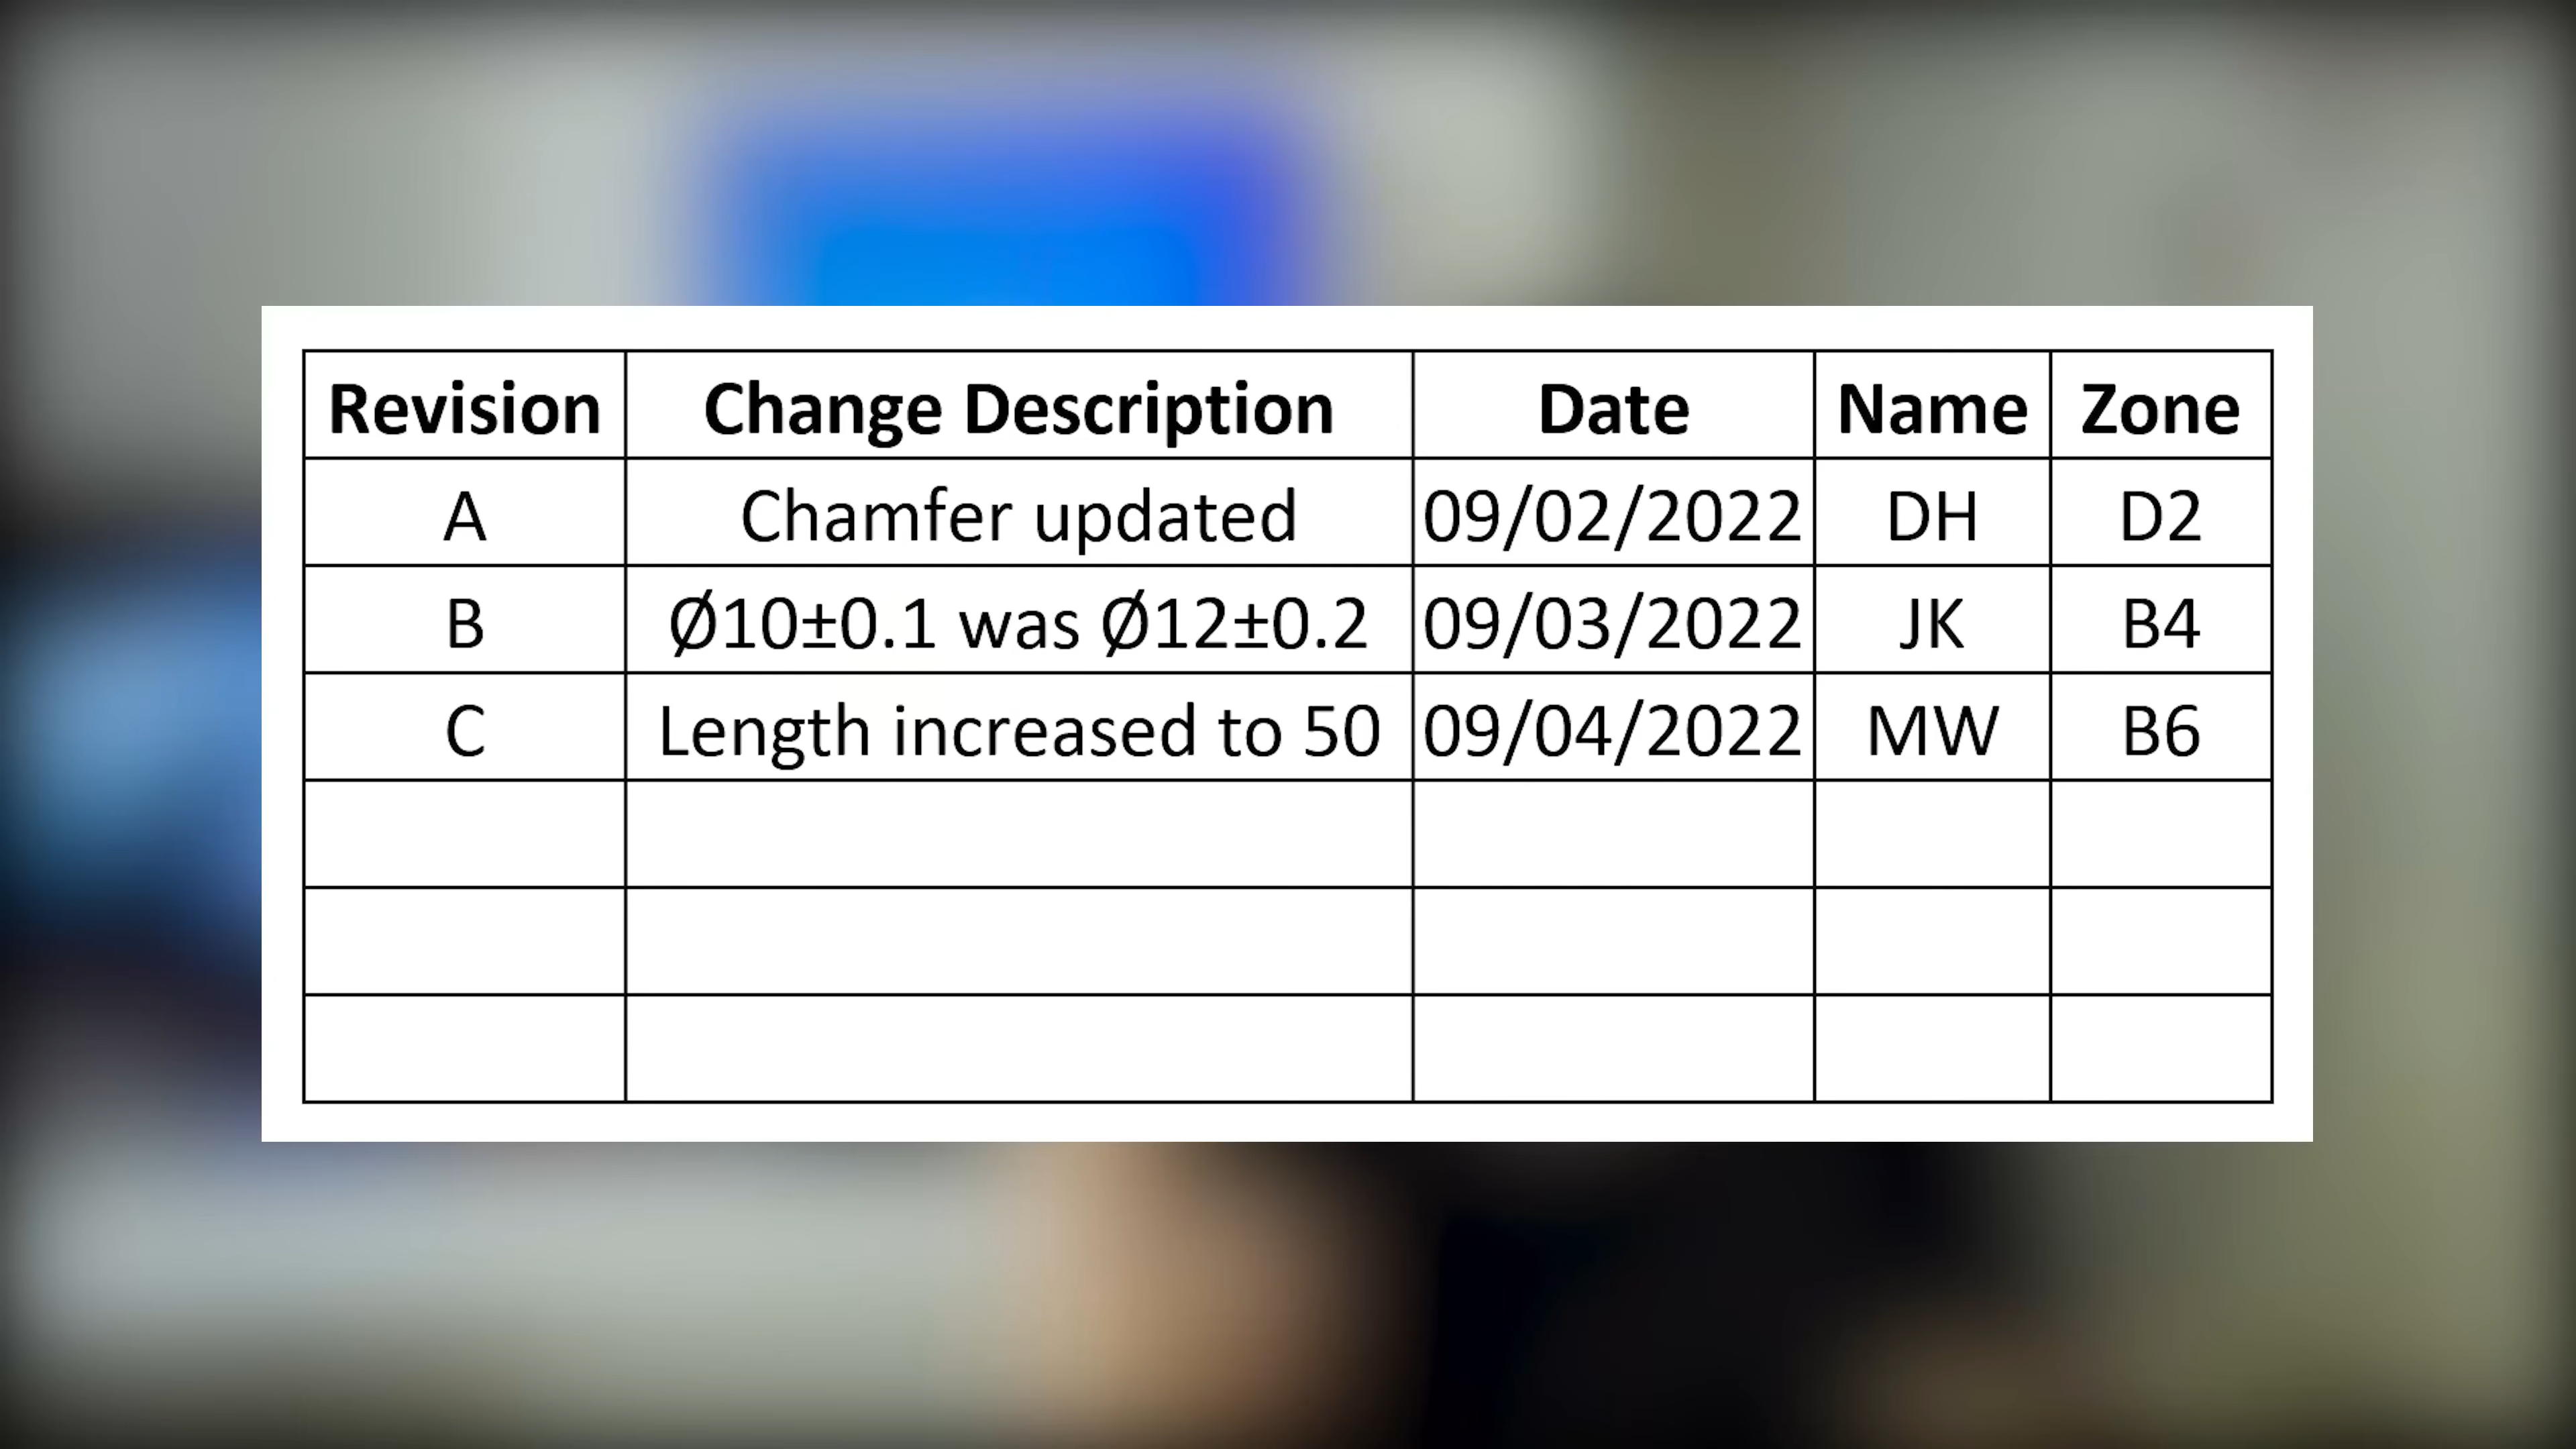 Revision Change Description Date Name Zone
A Chamfer updated 09/02/2022 DH D2
B Ø10±0.1 was Ø12±0.2 09/03/2022 JK B4
C Length increased to 50 09/04/2022 MW B6